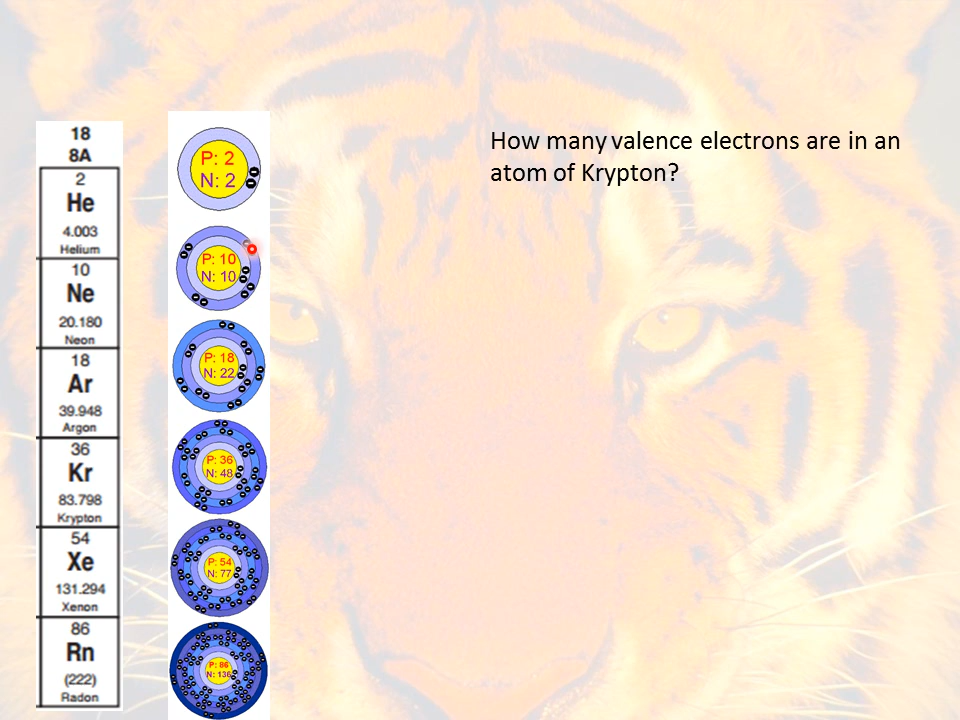 How many valence electrons are in an
atom of Krypton?
18
8A
2
He
4.003
Helium
10
Ne
20.180
Neon
18
Ar
39.948
Argon
36
Kr
83.798
Krypton
54
Xe
131.294
Xenon
86
Rn
(222)
Radon
P: 2
N: 2
P: 10
N: 10
P: 18
N: 22
P: 36
N: 48
P: 54
N: 77
P: 86
N: 136